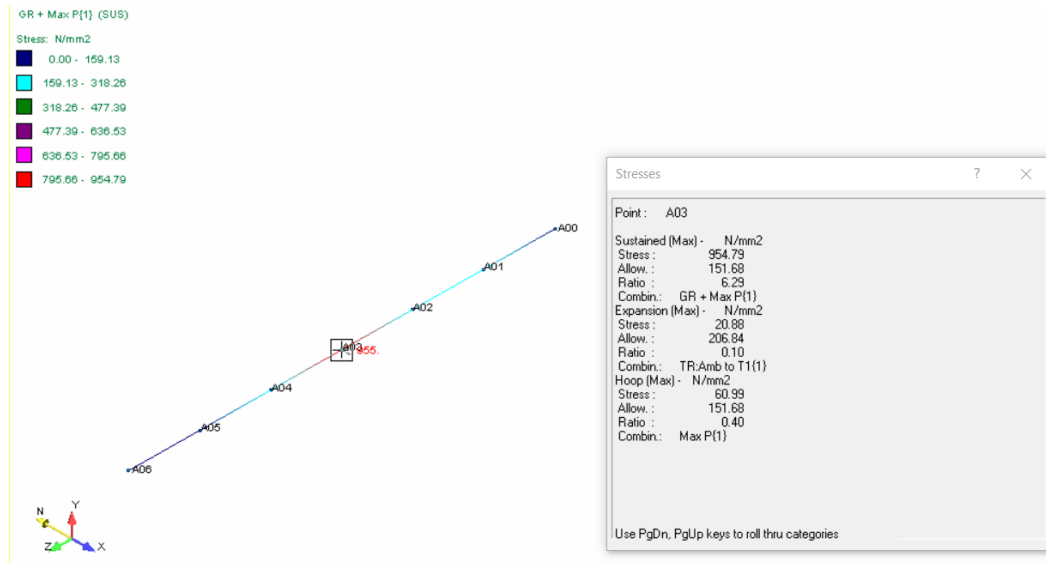 GR + Max P{1} (SUS)
Stress: N/mm2
0.00 - 159.13
159.13 - 318.26
318.26 - 477.39
477.39 - 636.53
636.53 - 795.66
795.66 - 954.79
A00
A01
A02
A03
955.
A04
A05
A06
N
Y
Z
X
Stresses ? ×
Point : A03
Sustained (Max) - N/mm2
Stress : 954.79
Allow. : 151.68
Ratio : 6.29
Combin.: GR + Max P{1}
Expansion (Max) - N/mm2
Stress : 20.88
Allow. : 206.84
Ratio : 0.10
Combin.: TR:Amb to T1{1}
Hoop (Max) - N/mm2
Stress : 60.99
Allow. : 151.68
Ratio : 0.40
Combin.: Max P{1}
Use PgDn, PgUp keys to roll thru categories